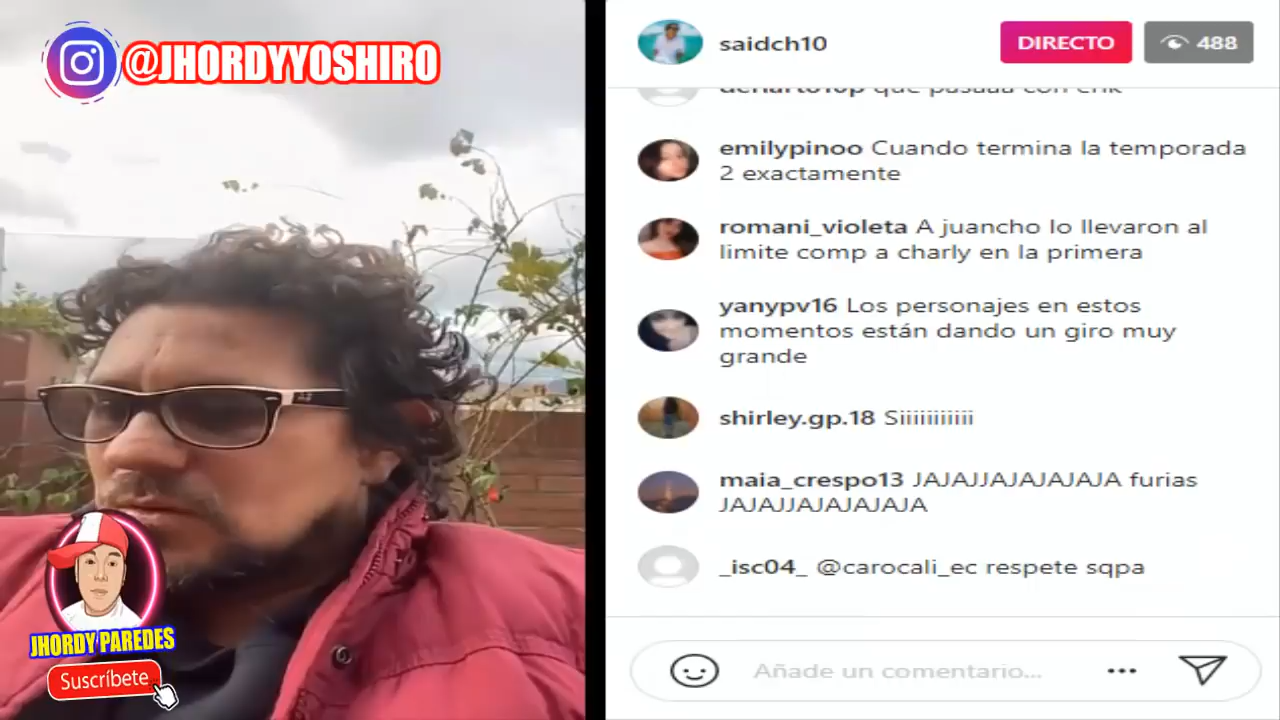 @JHORDYYOSHIRO
saidch10
DIRECTO
488
que pasaaa con erik
emilypinoo Cuando termina la temporada
2 exactamente
romani_violeta A juancho lo llevaron al
limite comp a charly en la primera
yanypv16 Los personajes en estos
momentos están dando un giro muy
grande
shirley.gp.18 Siiiiiiiiiiii
maia_crespo13 JAJAJJAJAJAJAJA furias
JAJAJJAJAJAJAJA
_isc04_ @carocali_ec respete sqpa
Añade un comentario...
JHORDY PAREDES
Suscríbete